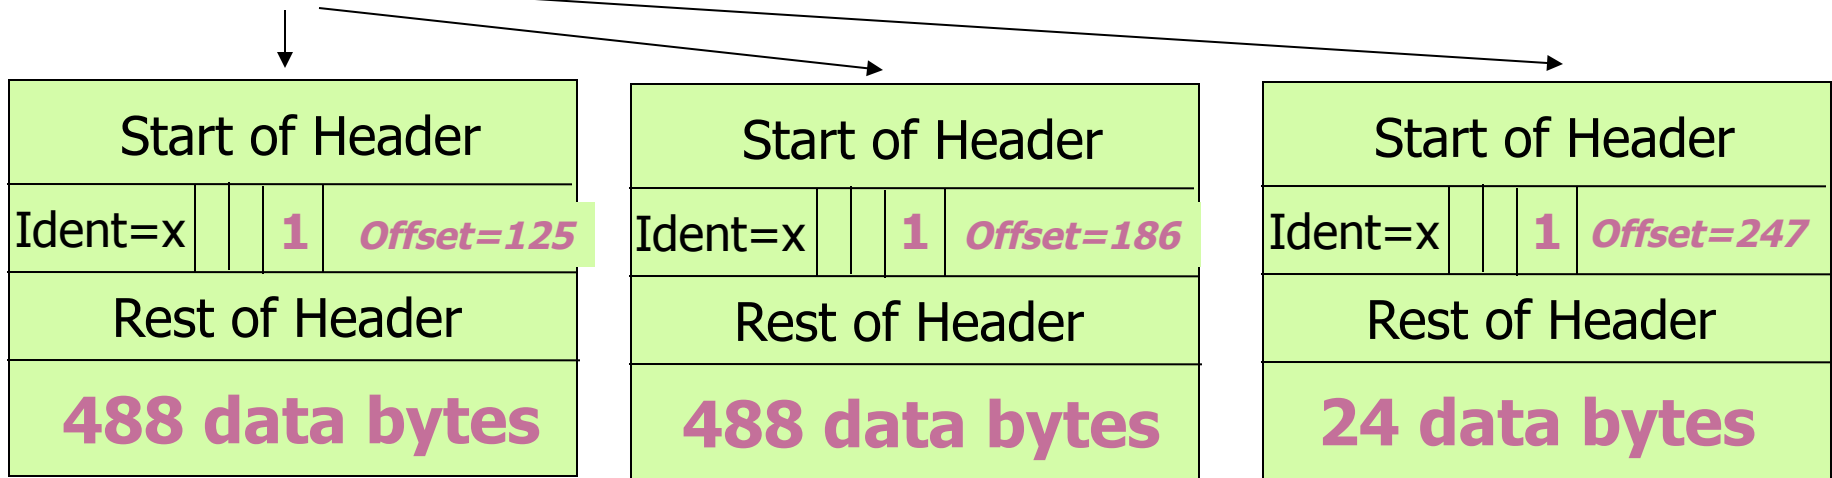 Start of Header
Ident=x 1 Offset=125
Rest of Header
488 data bytes
Start of Header
Ident=x 1 Offset=186
Rest of Header
488 data bytes
Start of Header
Ident=x 1 Offset=247
Rest of Header
24 data bytes